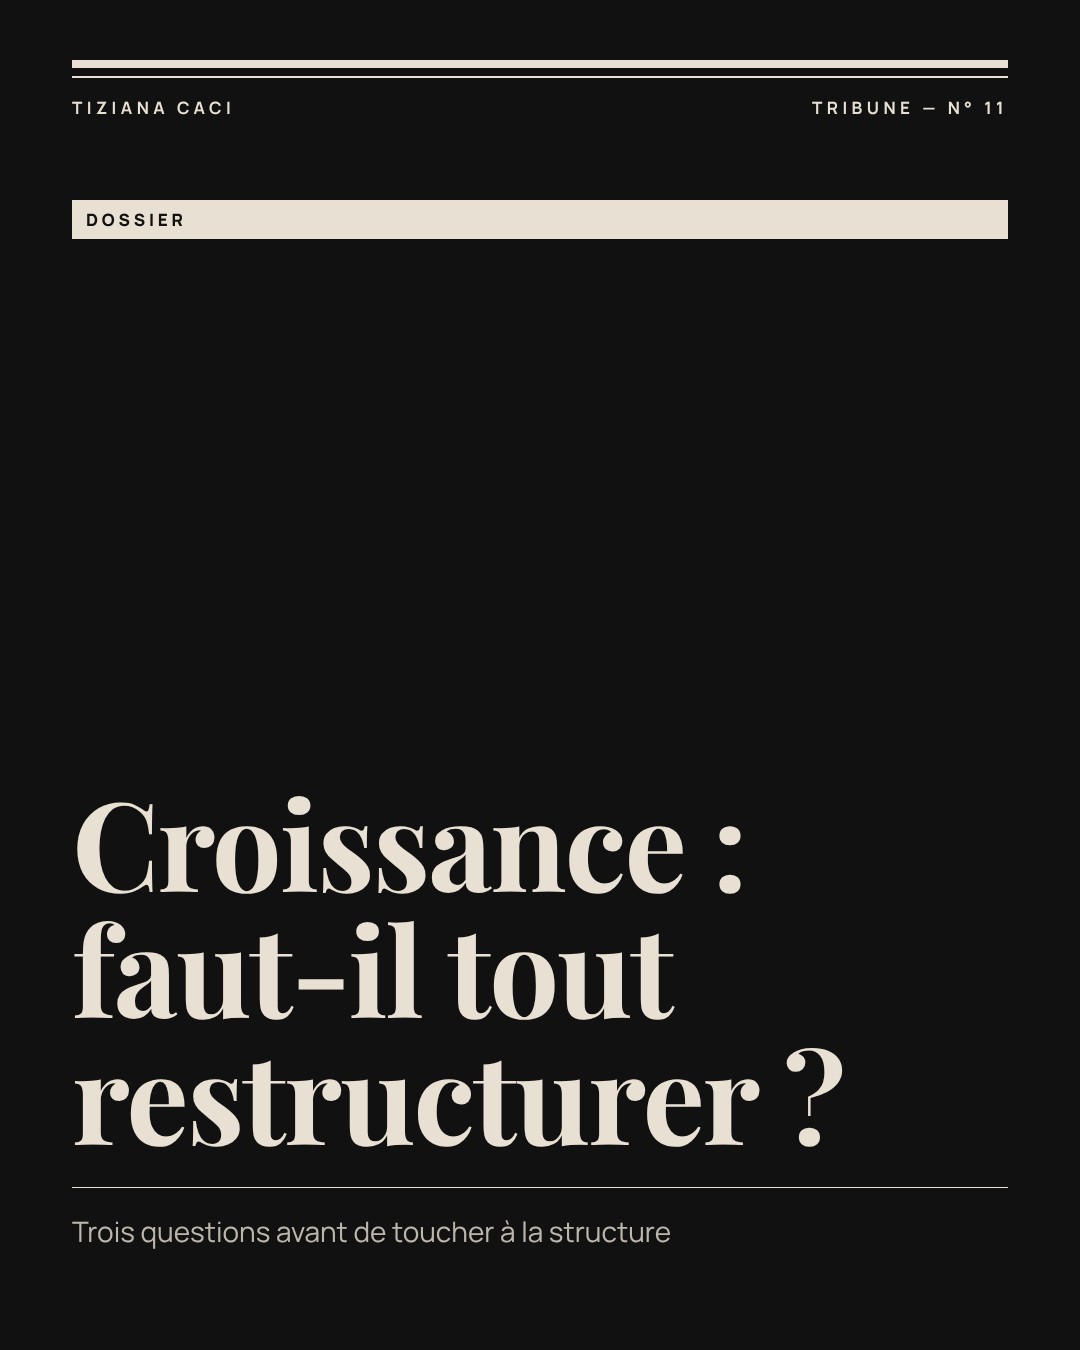 TIZIANA CACI
TRIBUNE — N° 11
DOSSIER
Croissance :
faut-il tout
restructurer ?
Trois questions avant de toucher à la structure